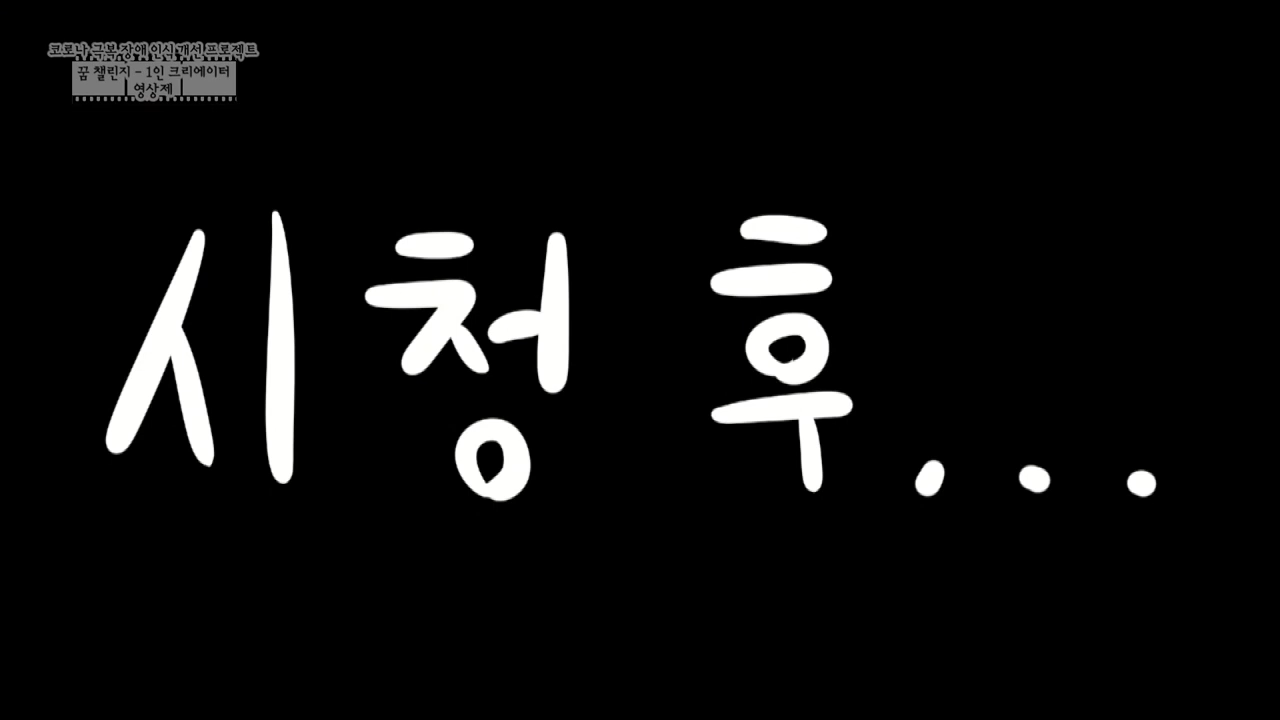 코로나 극복 장애 인식 개선 프로젝트
꿈 챌린지 - 1인 크리에이터
영상제
시청 후...